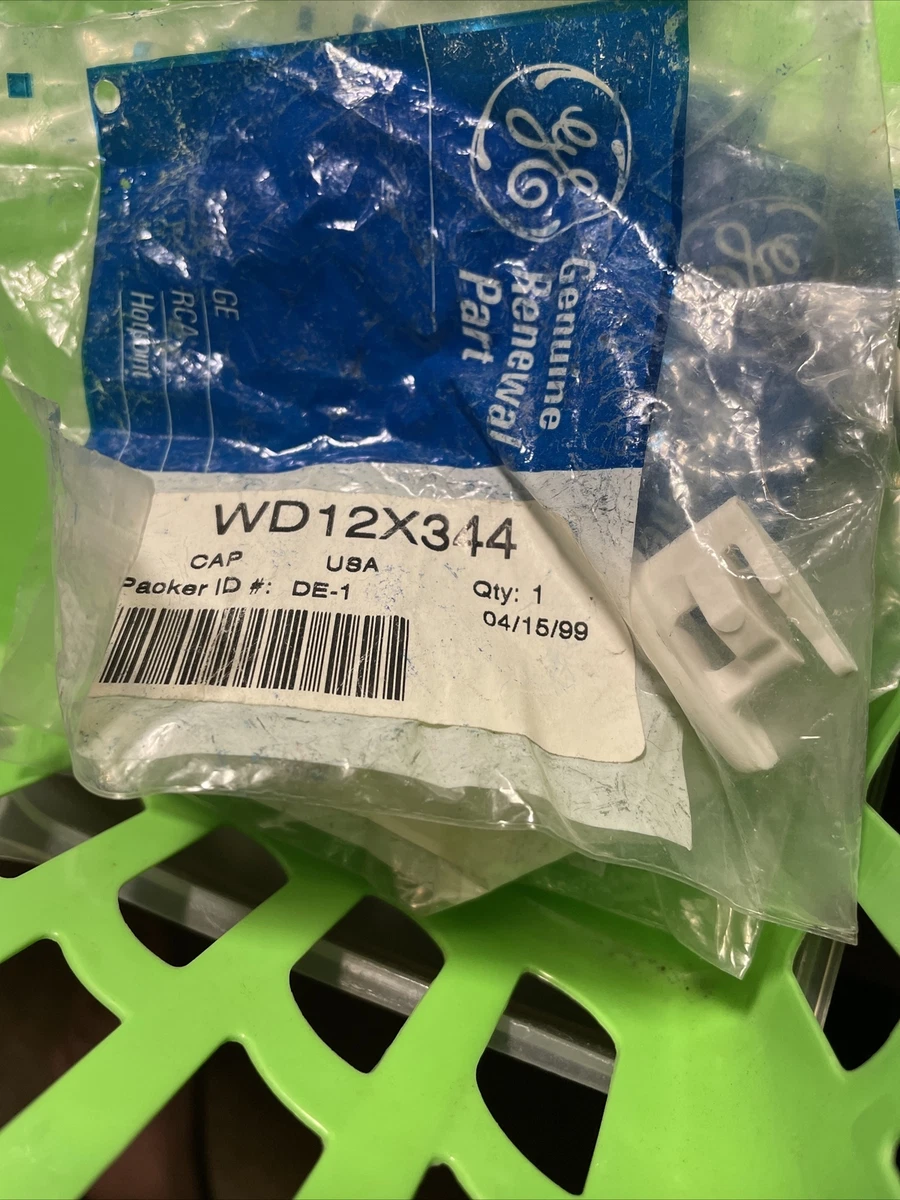 GE
Genuine
Renewal
Part
GE
RCA
Hotpoint
WD12X344
CAP USA
Packer ID #: DE-1
Qty: 1
04/15/99
GE